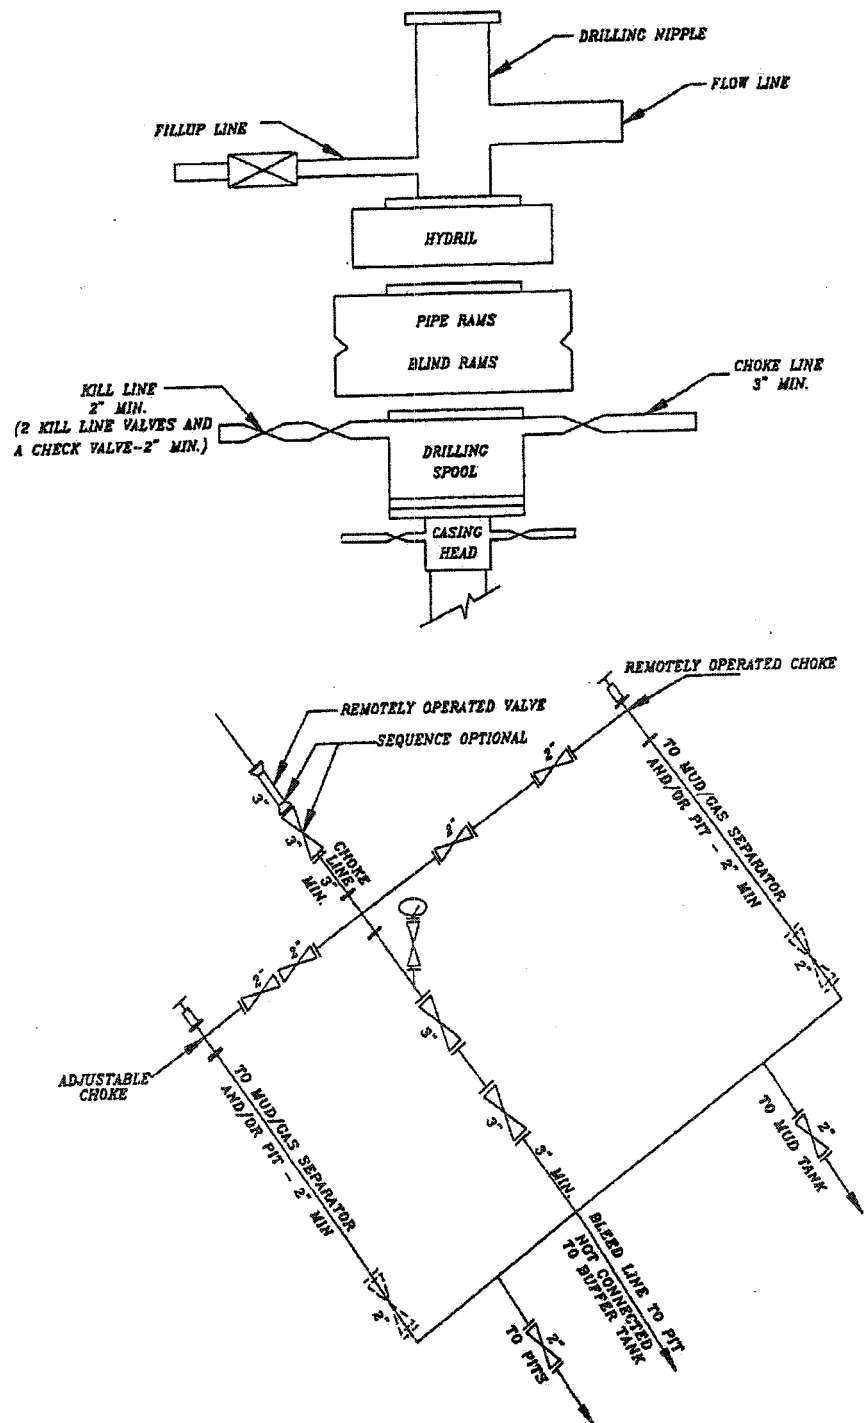 DRILLING NIPPLE
FLOW LINE
FILLUP LINE
HYDRIL
PIPE RAMS
BLIND RAMS
KILL LINE
2" MIN.
(2 KILL LINE VALVES AND
A CHECK VALVE--2" MIN.)
CHOKE LINE
3" MIN.
DRILLING
SPOOL
CASING
HEAD
REMOTELY OPERATED CHOKE
REMOTELY OPERATED VALVE
SEQUENCE OPTIONAL
3"
3"
CHOKE
LINE
3"
MIN.
2"
2"
TO MUD/GAS SEPARATOR
AND/OR PIT - 2" MIN
2"
2"
2"
ADJUSTABLE
CHOKE
TO MUD/GAS SEPARATOR
AND/OR PIT - 2" MIN
2"
3"
3"
3" MIN.
BLEED LINE TO PIT
NOT CONNECTED
TO BUFFER TANK
2"
TO MUD TANK
2"
TO PITS